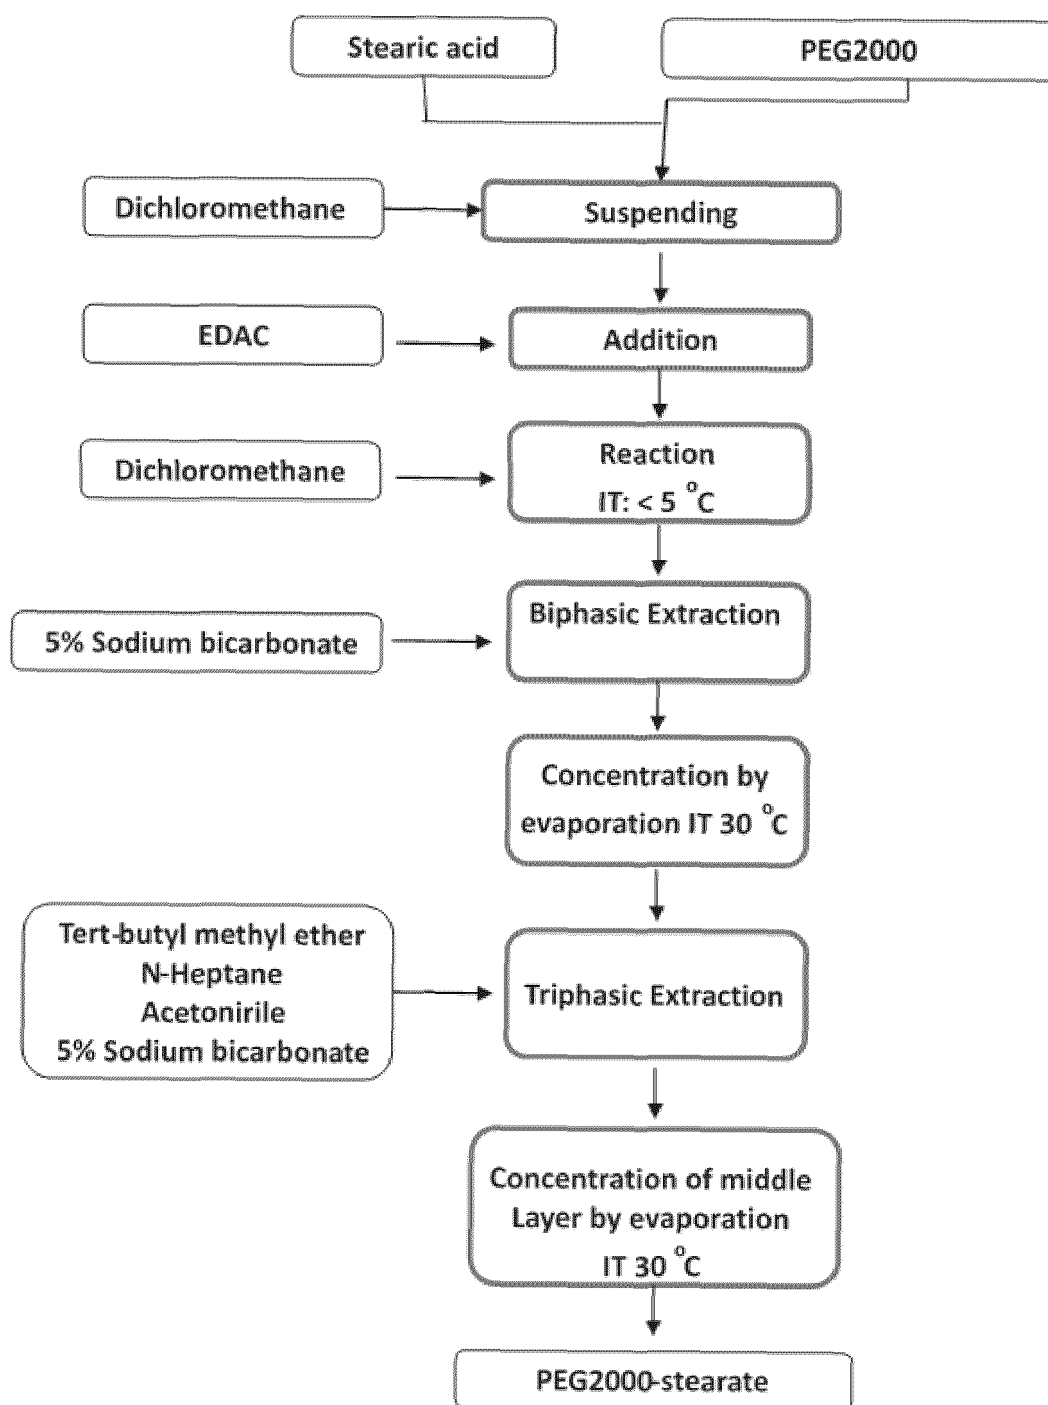 Stearic acid
PEG2000
Dichloromethane
Suspending
EDAC
Addition
Dichloromethane
Reaction
IT: < 5 °C
5% Sodium bicarbonate
Biphasic Extraction
Concentration by
evaporation IT 30 °C
Tert-butyl methyl ether
N-Heptane
Acetonirile
5% Sodium bicarbonate
Triphasic Extraction
Concentration of middle
Layer by evaporation
IT 30 °C
PEG2000-stearate